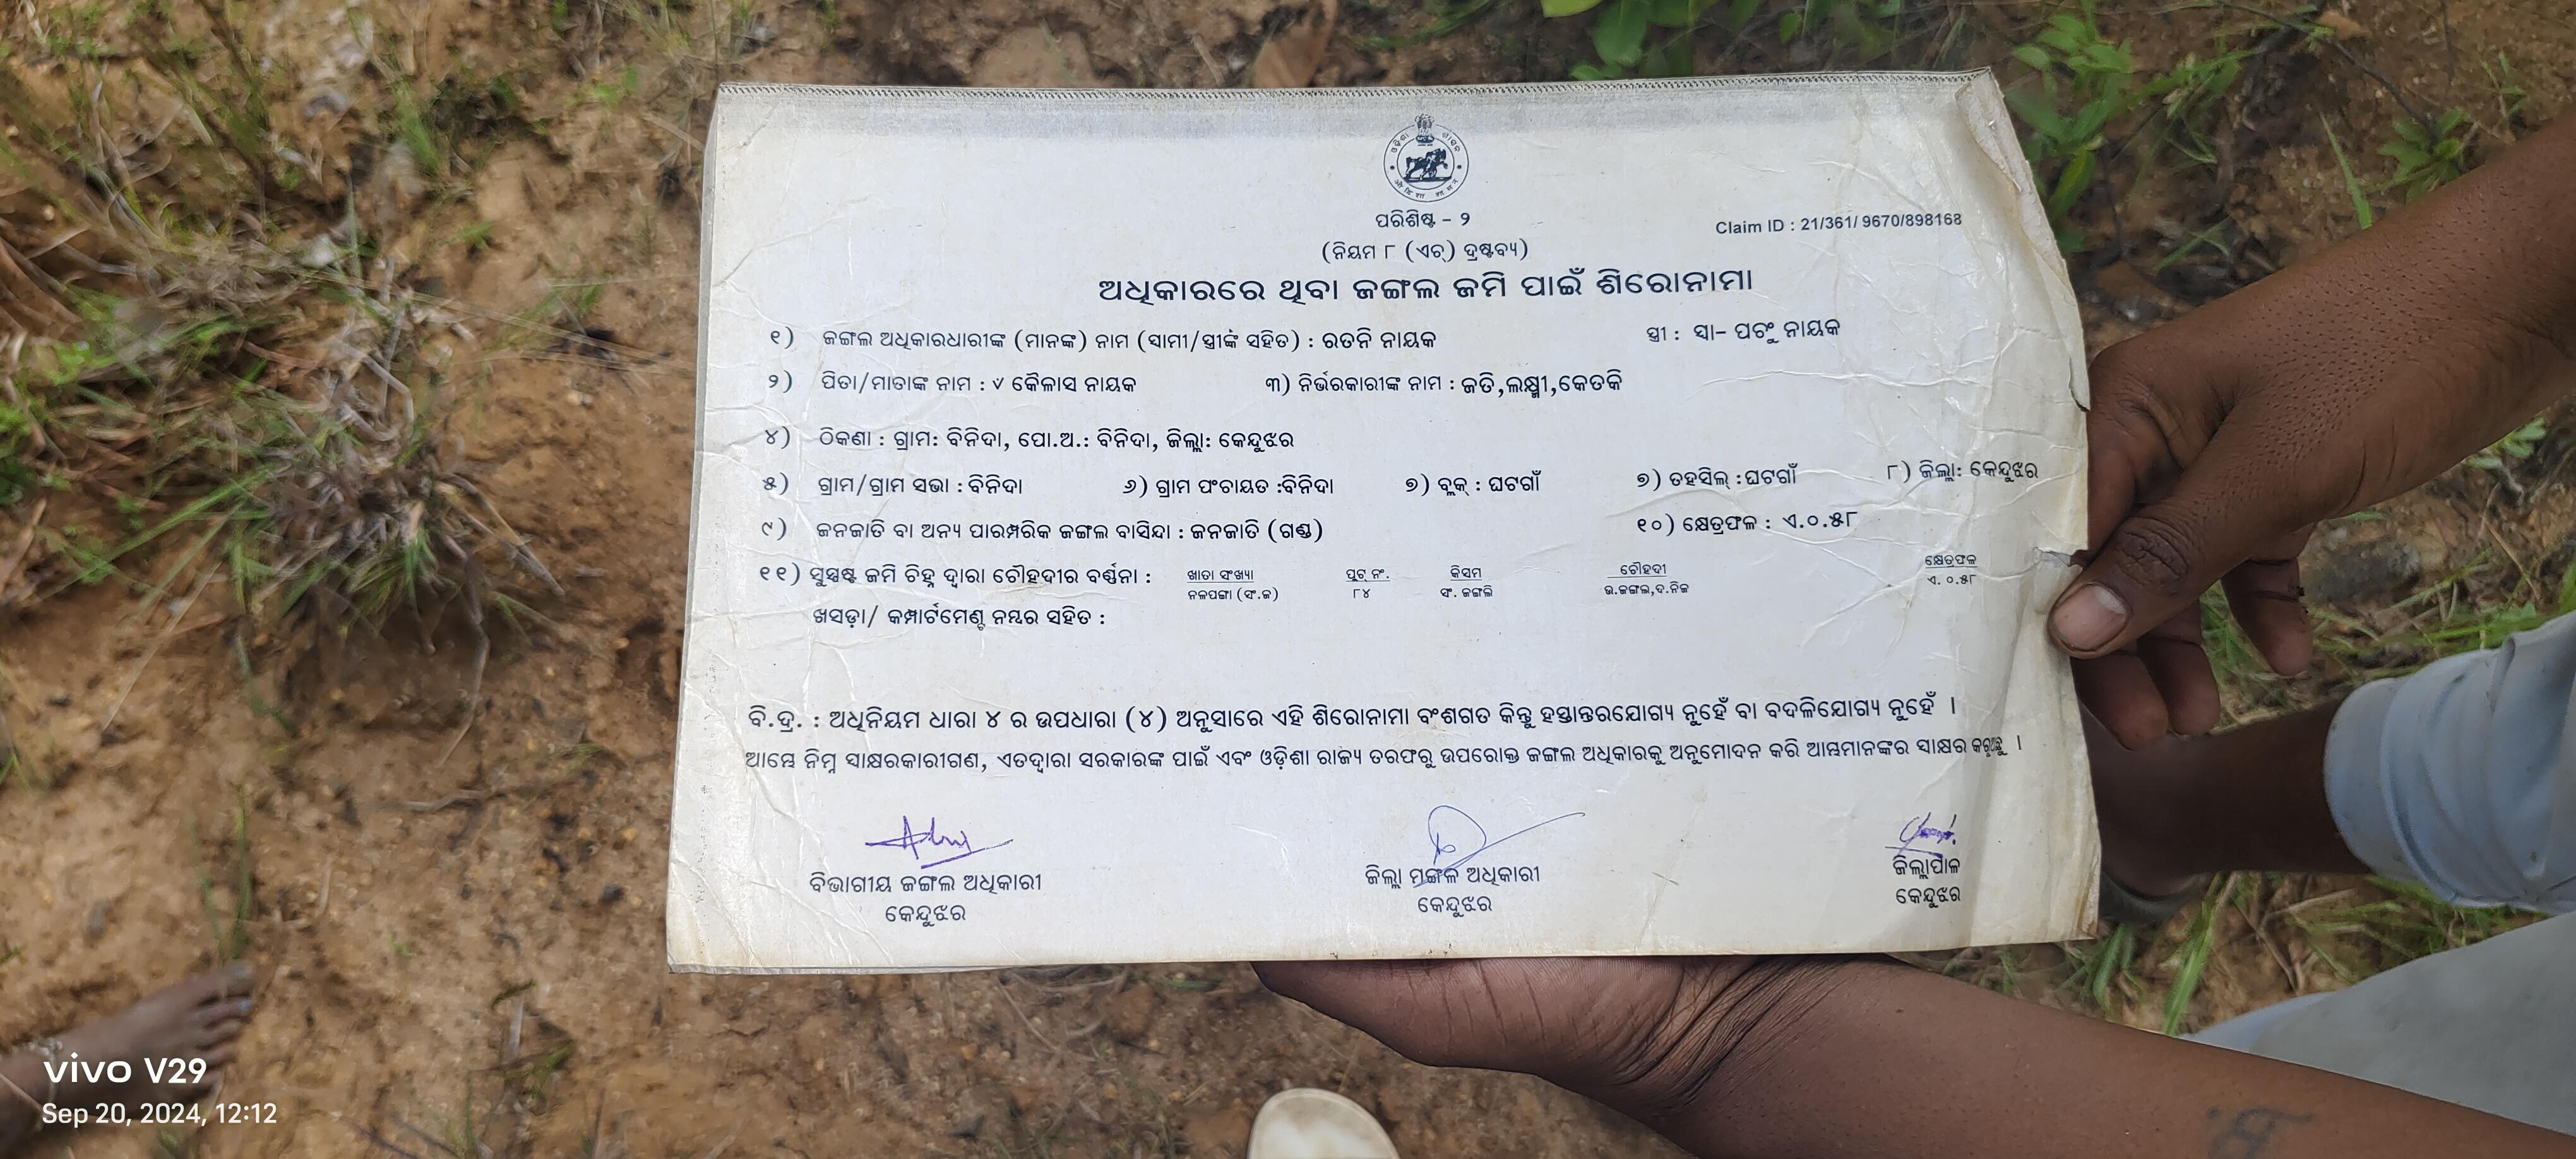 ଓଡ଼ିଶା ଶାସନ
ପରିଶିଷ୍ଟ - ୨
Claim ID : 21/361/ 9670/898168
(ନିୟମ ୮ (ଏଚ୍) ଦ୍ରଷ୍ଟବ୍ୟ)
ଅଧିକାରରେ ଥିବା ଜଙ୍ଗଲ ଜମି ପାଇଁ ଶିରୋନାମା
୧) ଜଙ୍ଗଲ ଅଧିକାରଧାରୀଙ୍କ (ମାନଙ୍କ) ନାମ (ସାମୀ/ସ୍ତ୍ରୀଙ୍କ ସହିତ) : ରତନି ନାୟକ ସ୍ତ୍ରୀ : ସ୍ୱା- ପଚଂୁ ନାୟକ
୨) ପିତା/ମାତାଙ୍କ ନାମ : ୰ କୈଳାସ ନାୟକ ୩) ନିର୍ଭରକାରୀଙ୍କ ନାମ : ଜତି,ଲକ୍ଷ୍ମୀ,କେତକି
୪) ଠିକଣା : ଗ୍ରାମ: ବିନିଦା, ପୋ.ଅ.: ବିନିଦା, ଜିଲ୍ଲା: କେନ୍ଦୁଝର
୫) ଗ୍ରାମ/ଗ୍ରାମ ସଭା : ବିନିଦା ୬) ଗ୍ରାମ ପଂଚାୟତ :ବିନିଦା ୭) ବ୍ଲକ୍ : ଘଟଗାଁ ୭) ତହସିଲ୍ :ଘଟଗାଁ ୮) ଜିଲ୍ଲା: କେନ୍ଦୁଝର
୯) ଜନଜାତି ବା ଅନ୍ୟ ପାରମ୍ପରିକ ଜଙ୍ଗଲ ବାସିନ୍ଦା : ଜନଜାତି (ଗଣ୍ଡ) ୧୦) କ୍ଷେତ୍ରଫଳ : ଏ.୦.୫୮
୧୧) ସୁସ୍ପଷ୍ଟ ଜମି ଚିହ୍ନ ଦ୍ୱାରା ଚୌହଦୀର ବର୍ଣ୍ଣନା : ଖାତା ସଂଖ୍ୟା ପ୍ଲଟ୍ ନଂ. କିସମ ଚୌହଦୀ କ୍ଷେତ୍ରଫଳ
ନଳପଙ୍ଗା (ସଂ.ଜ) ୮୪ ସଂ. ଜଙ୍ଗଲି ଉ.ଜଙ୍ଗଲ,ଦ.ନିଜ ଏ. ୦.୫୮
ଖସଡ଼ା/ କମ୍ପାର୍ଟମେଣ୍ଟ ନମ୍ବର ସହିତ :
ବି.ଦ୍ର. : ଅଧିନିୟମ ଧାରା ୪ ର ଉପଧାରା (୪) ଅନୁସାରେ ଏହି ଶିରୋନାମା ବଂଶଗତ କିନ୍ତୁ ହସ୍ତାନ୍ତରଯୋଗ୍ୟ ନୁହେଁ ବା ବଦଳିଯୋଗ୍ୟ ନୁହେଁ ।
ଆମ୍ଭେ ନିମ୍ନ ସାକ୍ଷରକାରୀଗଣ, ଏତଦ୍ୱାରା ସରକାରଙ୍କ ପାଇଁ ଏବଂ ଓଡ଼ିଶା ରାଜ୍ୟ ତରଫରୁ ଉପରୋକ୍ତ ଜଙ୍ଗଲ ଅଧିକାରକୁ ଅନୁମୋଦନ କରି ଆମ୍ଭମାନଙ୍କର ସାକ୍ଷର କରୁଅଛୁ ।
ବିଭାଗୀୟ ଜଙ୍ଗଲ ଅଧିକାରୀ
କେନ୍ଦୁଝର
ଜିଲ୍ଲା ମଙ୍ଗଳ ଅଧିକାରୀ
କେନ୍ଦୁଝର
ଜିଲ୍ଲାପାଳ
କେନ୍ଦୁଝର
vivo V29
Sep 20, 2024, 12:12